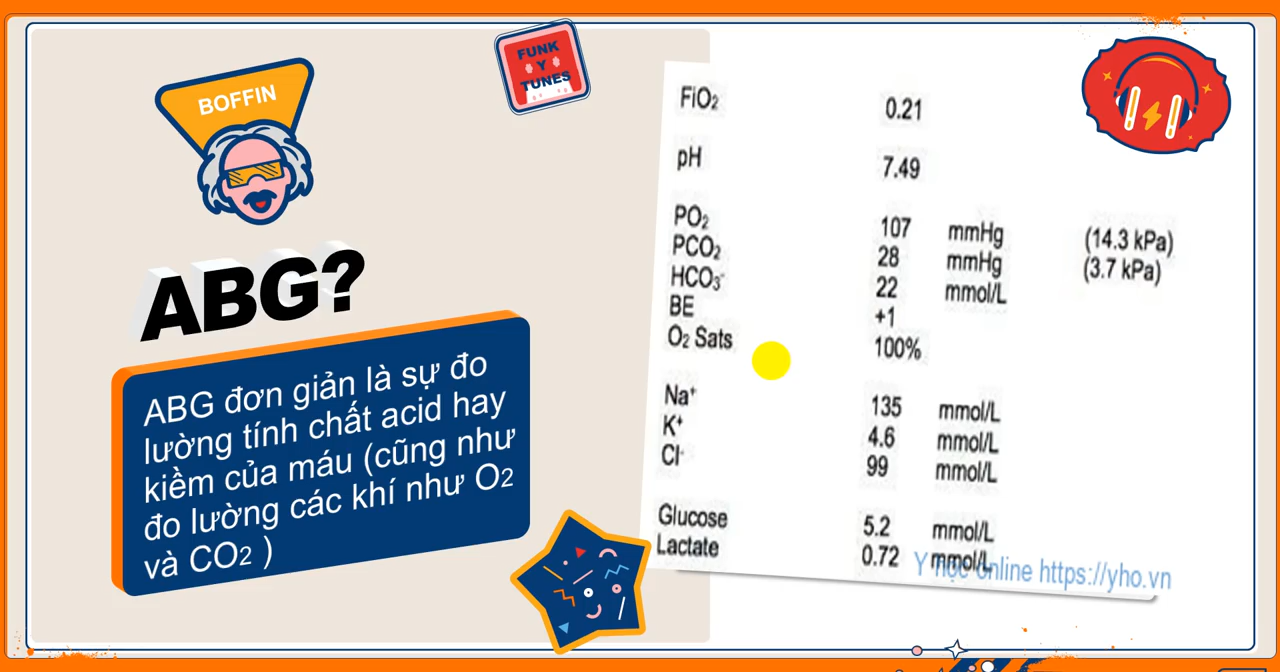 BOFFIN
FUNK
Y
TUNES
ABG?
ABG đơn giản là sự đo
lường tính chất acid hay
kiềm của máu (cũng như
đo lường các khí như O2
và CO2 )
FiO₂ 0.21
pH 7.49
PO₂ 107 mmHg (14.3 kPa)
PCO₂ 28 mmHg (3.7 kPa)
HCO₃⁻ 22 mmol/L
BE +1
O₂ Sats 100%
Na⁺ 135 mmol/L
K⁺ 4.6 mmol/L
Cl⁻ 99 mmol/L
Glucose 5.2 mmol/L
Lactate 0.72 mmol/L
Y học online https://yho.vn